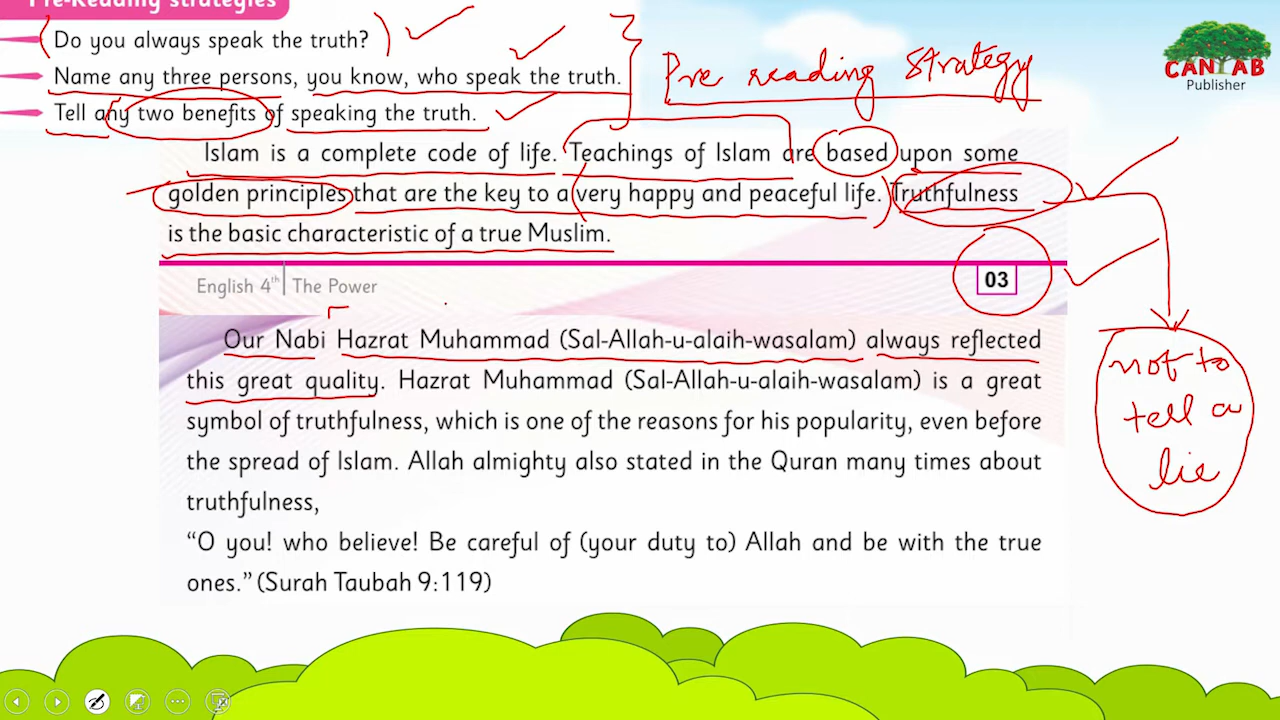 Pre-Reading strategies
Do you always speak the truth?
Name any three persons, you know, who speak the truth.
Tell any two benefits of speaking the truth.
Pre reading Strategy
CANTAB
Publisher
Islam is a complete code of life. Teachings of Islam are based upon some
golden principles that are the key to a very happy and peaceful life. Truthfulness
is the basic characteristic of a true Muslim.
English 4th The Power
03
Our Nabi Hazrat Muhammad (Sal-Allah-u-alaih-wasalam) always reflected
this great quality. Hazrat Muhammad (Sal-Allah-u-alaih-wasalam) is a great
symbol of truthfulness, which is one of the reasons for his popularity, even before
the spread of Islam. Allah almighty also stated in the Quran many times about
truthfulness,
“O you! who believe! Be careful of (your duty to) Allah and be with the true
ones.” (Surah Taubah 9:119)
not to
tell a
lie